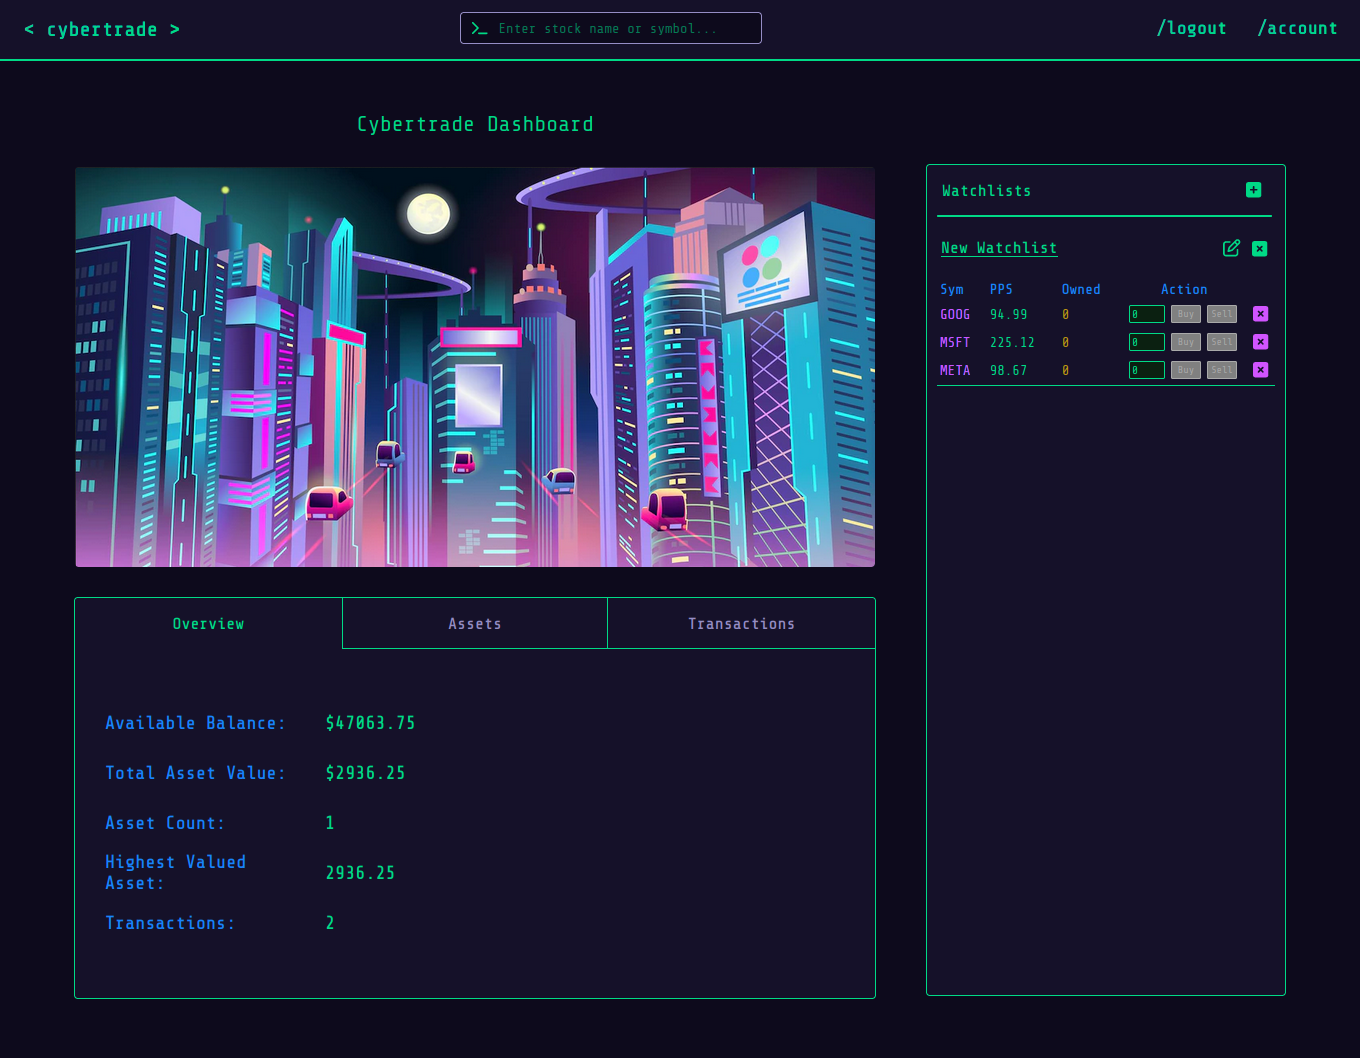 < cybertrade >
Enter stock name or symbol...
/logout /account
Cybertrade Dashboard
Overview Assets Transactions
Available Balance: $47063.75
Total Asset Value: $2936.25
Asset Count: 1
Highest Valued
Asset: 2936.25
Transactions: 2
Watchlists
New Watchlist
Sym PPS Owned Action
GOOG 94.99 0 0 Buy Sell
MSFT 225.12 0 0 Buy Sell
META 98.67 0 0 Buy Sell